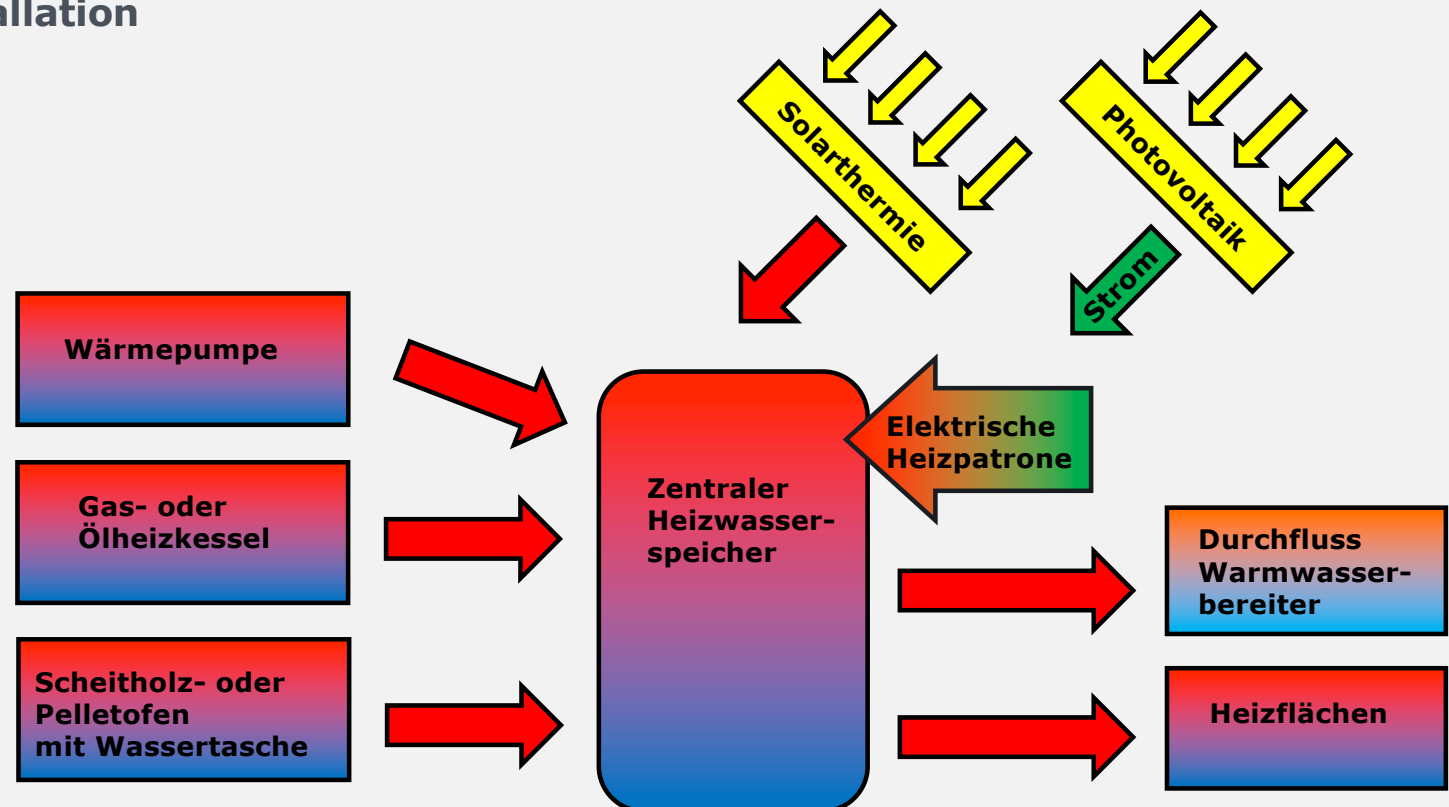 allation
Solarthermie
Photovoltaik
Strom
Wärmepumpe
Elektrische
Heizpatrone
Gas- oder
Ölheizkessel
Zentraler
Heizwasser-
speicher
Durchfluss
Warmwasser-
bereiter
Scheitholz- oder
Pelletofen
mit Wassertasche
Heizflächen